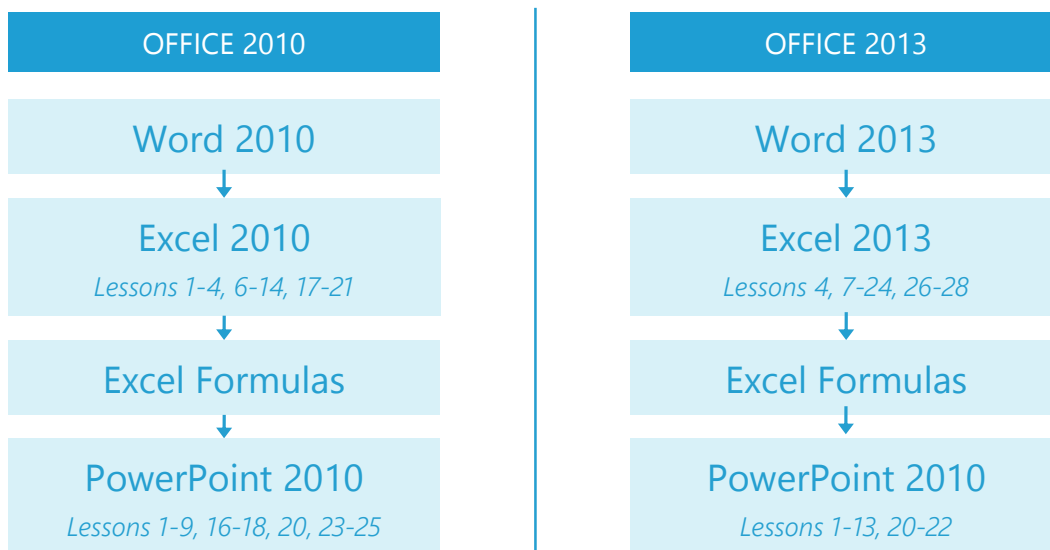 OFFICE 2010
Word 2010
Excel 2010
Lessons 1-4, 6-14, 17-21
Excel Formulas
PowerPoint 2010
Lessons 1-9, 16-18, 20, 23-25
OFFICE 2013
Word 2013
Excel 2013
Lessons 4, 7-24, 26-28
Excel Formulas
PowerPoint 2010
Lessons 1-13, 20-22